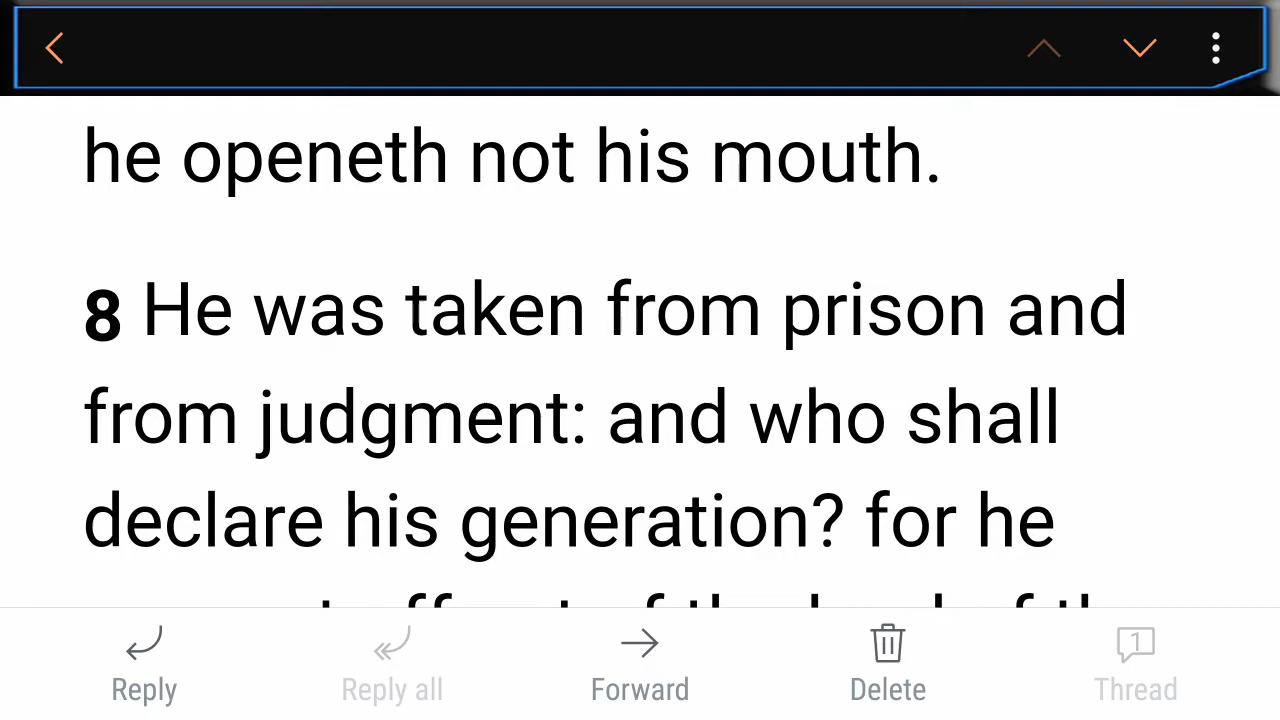 he openeth not his mouth.
8 He was taken from prison and
from judgment: and who shall
declare his generation? for he
Reply
Reply all
Forward
Delete
1
Thread